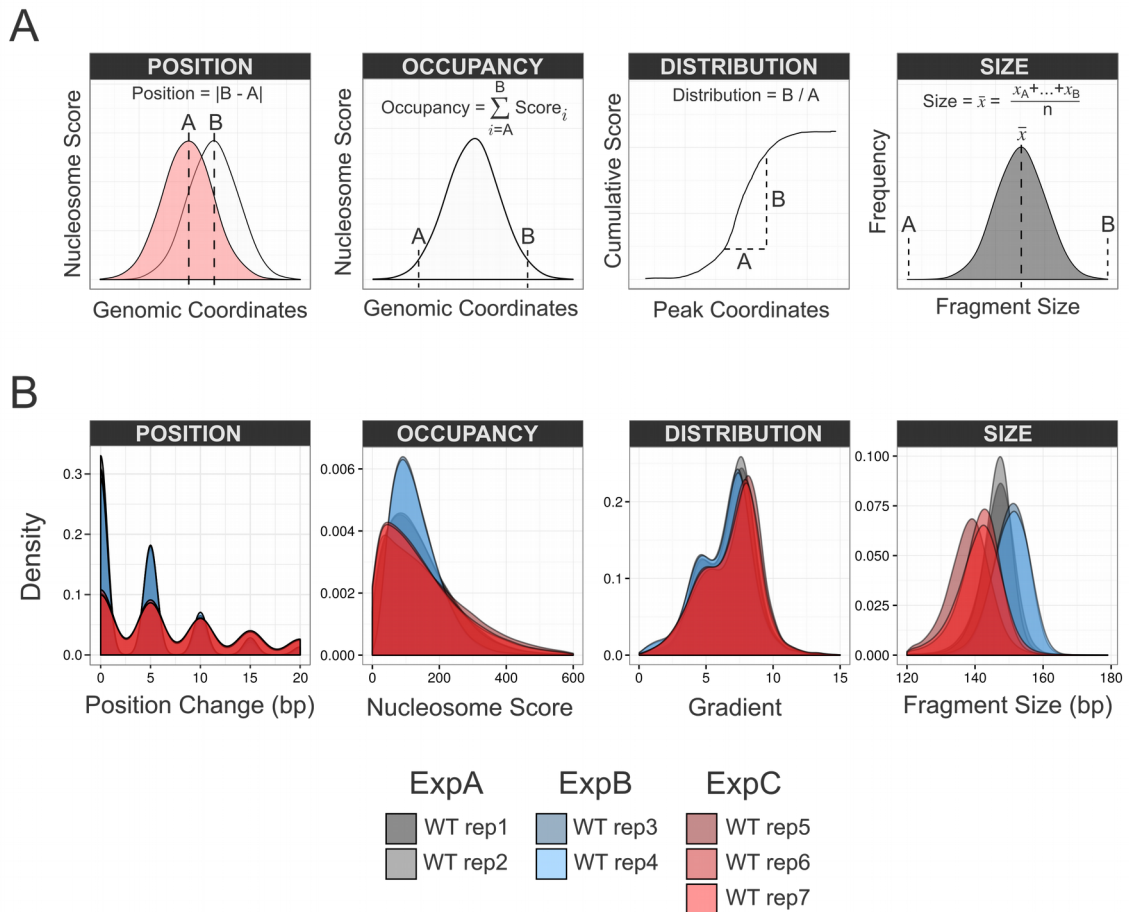 A
POSITION
Position = |B - A|
A B
Nucleosome Score
Genomic Coordinates
OCCUPANCY
Occupancy = B∑i=A Scorei
A B
Nucleosome Score
Genomic Coordinates
DISTRIBUTION
Distribution = B / A
B
A
Cumulative Score
Peak Coordinates
SIZE
Size = x̄ = xA+...+xB
n
x̄
A B
Frequency
Fragment Size
B
POSITION
Density
0.3
0.2
0.1
0.0
0 5 10 15 20
Position Change (bp)
OCCUPANCY
0.006
0.004
0.002
0.000
0 200 400 600
Nucleosome Score
DISTRIBUTION
0.2
0.1
0.0
0 5 10 15
Gradient
SIZE
0.100
0.075
0.050
0.025
0.000
120 140 160 180
Fragment Size (bp)
ExpA
WT rep1
WT rep2
ExpB
WT rep3
WT rep4
ExpC
WT rep5
WT rep6
WT rep7